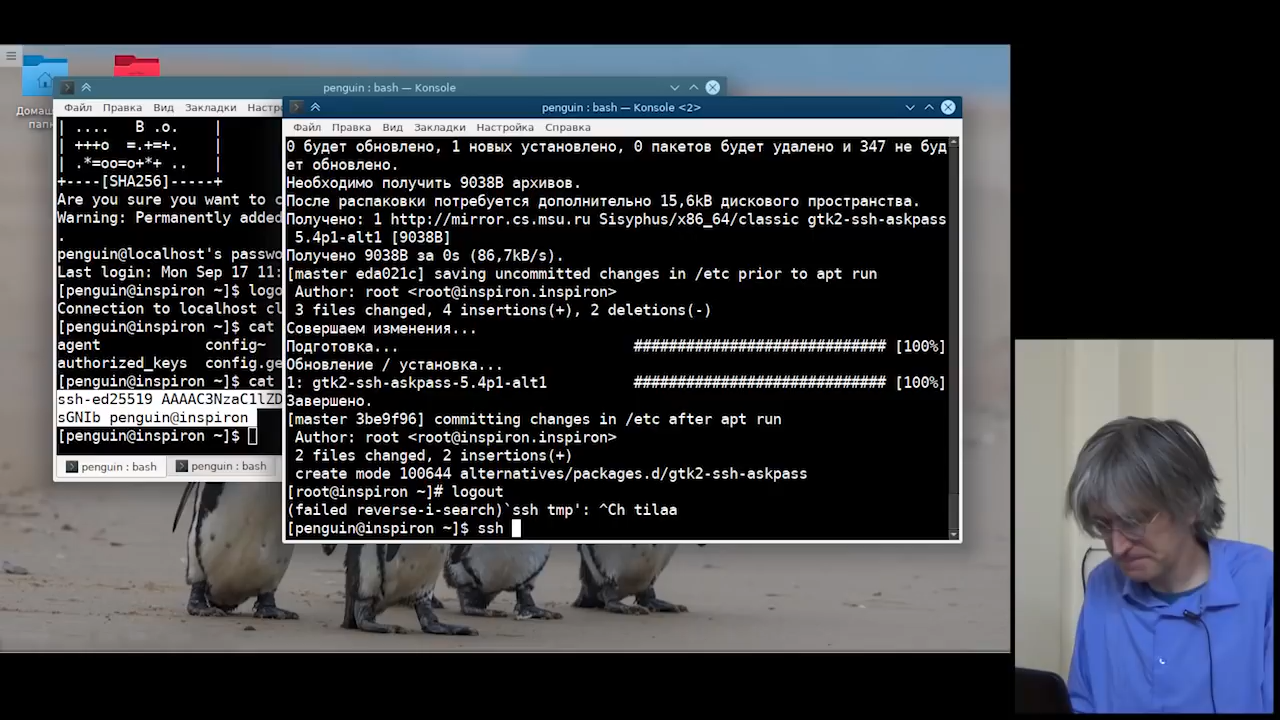 Домаш
папк
penguin : bash — Konsole
Файл Правка Вид Закладки Настро
| .... B .o. |
| +++o =.+=+. |
| .*=oo=o+*+ .. |
+----[SHA256]-----+
Are you sure you want to c
Warning: Permanently added
.
penguin@localhost's passwo
Last login: Mon Sep 17 11:
[penguin@inspiron ~]$ logo
Connection to localhost cl
[penguin@inspiron ~]$ cat
agent config~
authorized_keys config.ge
[penguin@inspiron ~]$ cat
ssh-ed25519 AAAAC3NzaC1lZD
sGNIb penguin@inspiron
[penguin@inspiron ~]$
penguin : bash penguin : bash
penguin : bash — Konsole <2>
Файл Правка Вид Закладки Настройка Справка
0 будет обновлено, 1 новых установлено, 0 пакетов будет удалено и 347 не буд
ет обновлено.
Необходимо получить 9038B архивов.
После распаковки потребуется дополнительно 15,6kB дискового пространства.
Получено: 1 http://mirror.cs.msu.ru Sisyphus/x86_64/classic gtk2-ssh-askpass
5.4p1-alt1 [9038B]
Получено 9038B за 0s (86,7kB/s).
[master eda021c] saving uncommitted changes in /etc prior to apt run
Author: root <root@inspiron.inspiron>
3 files changed, 4 insertions(+), 2 deletions(-)
Совершаем изменения...
Подготовка... ############################ [100%]
Обновление / установка...
1: gtk2-ssh-askpass-5.4p1-alt1 ############################ [100%]
Завершено.
[master 3be9f96] committing changes in /etc after apt run
Author: root <root@inspiron.inspiron>
2 files changed, 2 insertions(+)
create mode 100644 alternatives/packages.d/gtk2-ssh-askpass
[root@inspiron ~]# logout
(failed reverse-i-search)`ssh tmp': ^Ch tilaa
[penguin@inspiron ~]$ ssh